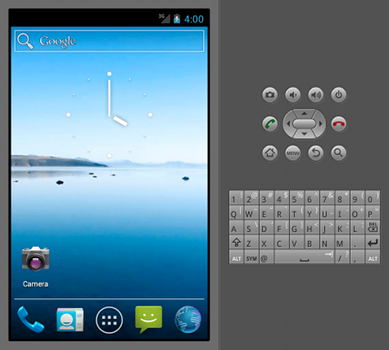 3G 4:00
Google
Camera
MENU
1 2 3 4 5 6 7 8 9 0
Q W E R T Y U I O P
A S D F G H J K L DEL
Z X C V B N M .
ALT SYM @ / , ALT